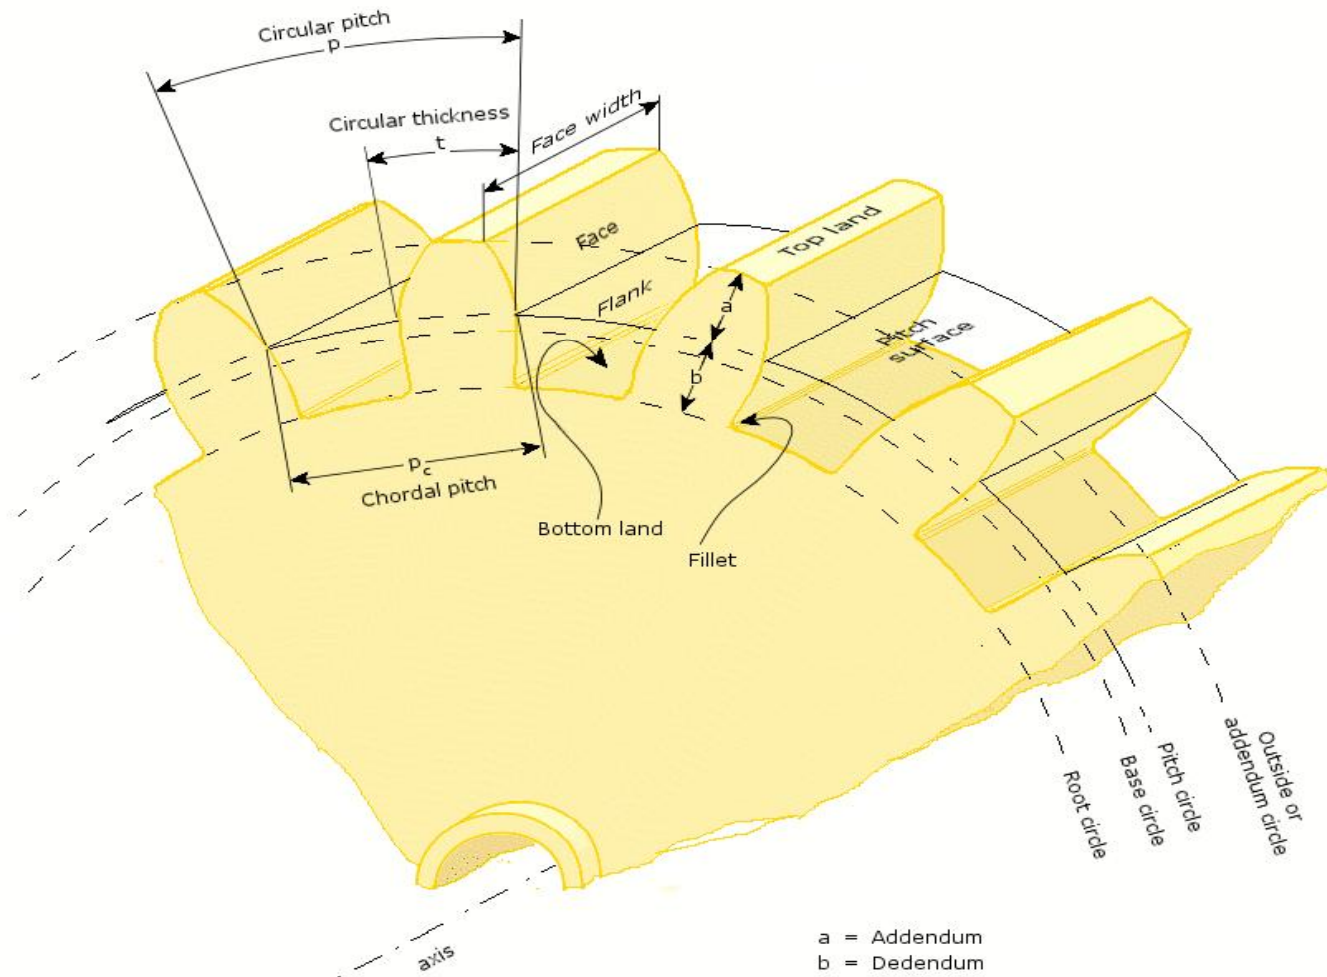 Circular pitch
p
Circular thickness
t
Face width
Face
Flank
Top land
a
b
Pitch
surface
pc
Chordal pitch
Bottom land
Fillet
Root circle
Base circle
Pitch circle
Outside or
addendum circle
axis
a = Addendum
b = Dedendum